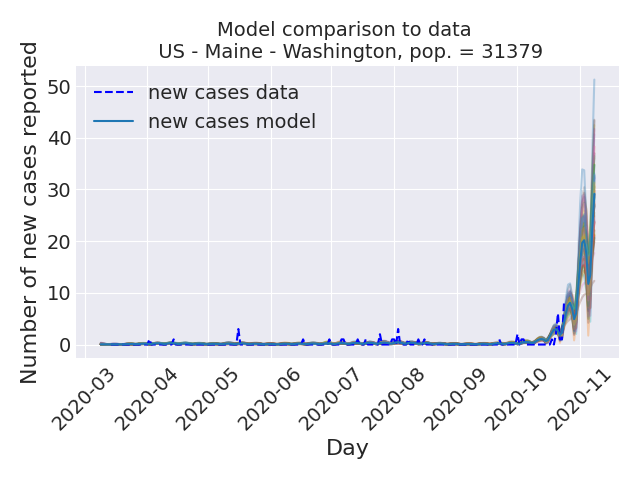 Model comparison to data
US - Maine - Washington, pop. = 31379
Number of new cases reported
50
40
30
20
10
0
new cases data
new cases model
2020-03
2020-04
2020-05
2020-06
2020-07
2020-08
2020-09
2020-10
2020-11
Day